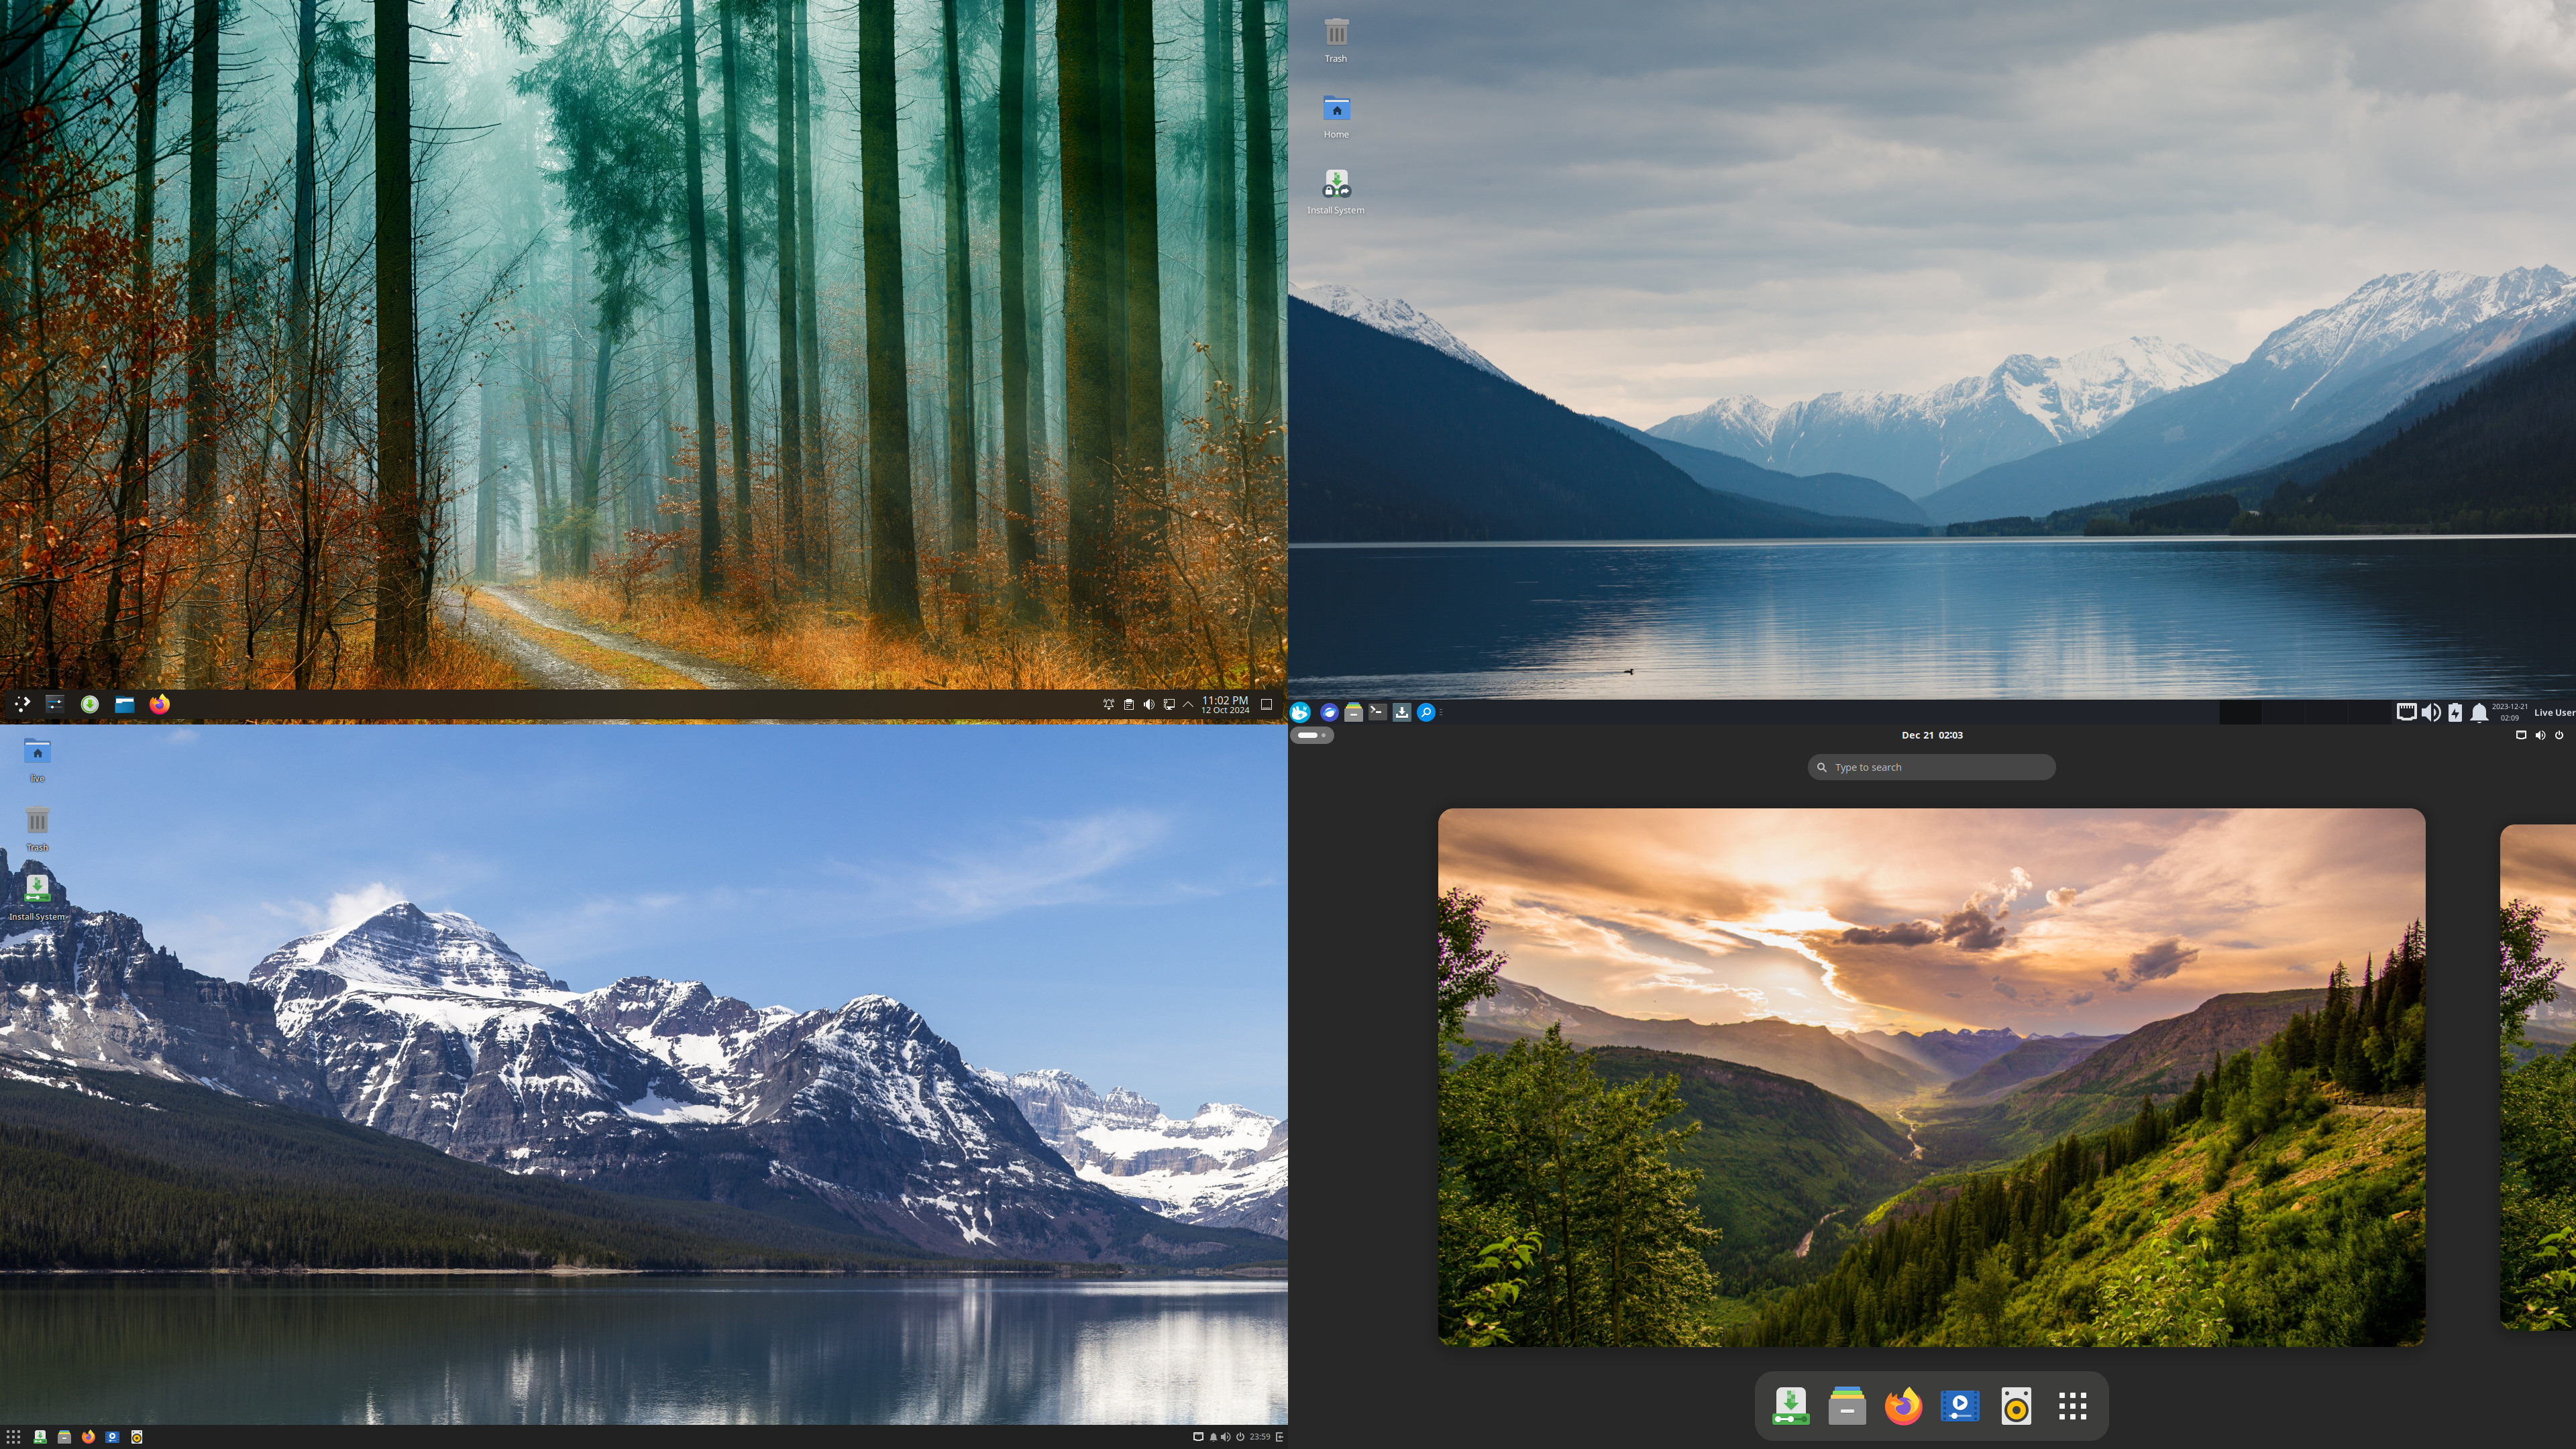 11:02 PM
12 Oct 2024
Trash
Home
Install System
2023-12-21
02:09
Live User
live
Trash
Install System
23:59
Dec 21 02:03
Type to search